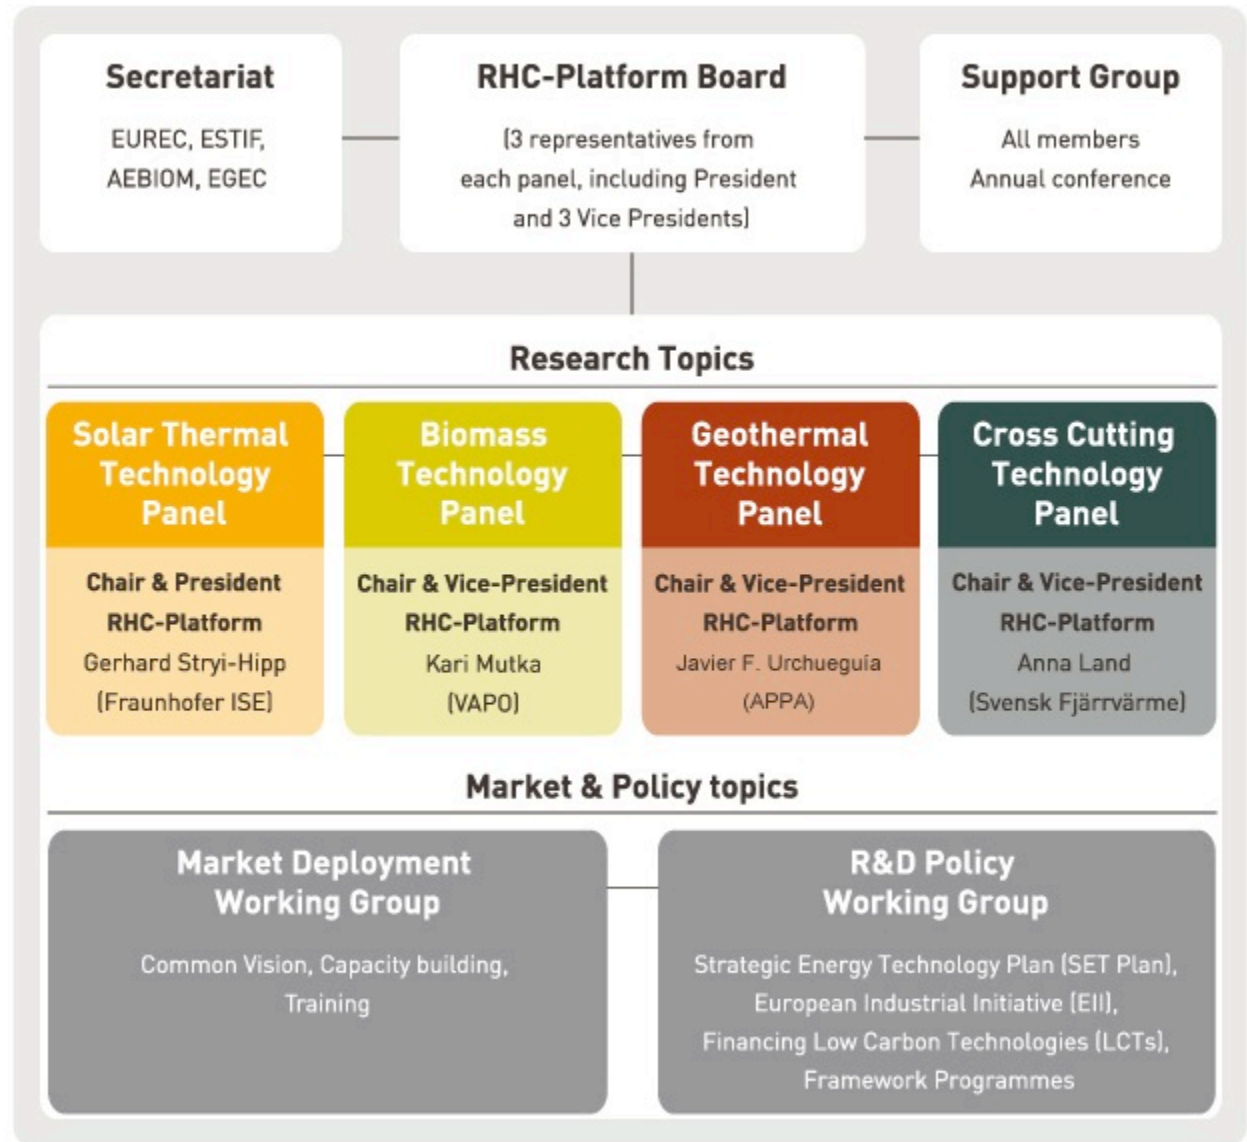 Secretariat
EUREC, ESTIF,
AEBIOM, EGEC
RHC-Platform Board
(3 representatives from
each panel, including President
and 3 Vice Presidents)
Support Group
All members
Annual conference
Research Topics
Solar Thermal
Technology
Panel
Chair & President
RHC-Platform
Gerhard Stryi-Hipp
(Fraunhofer ISE)
Biomass
Technology
Panel
Chair & Vice-President
RHC-Platform
Kari Mutka
(VAPO)
Geothermal
Technology
Panel
Chair & Vice-President
RHC-Platform
Javier F. Urchueguía
(APPA)
Cross Cutting
Technology
Panel
Chair & Vice-President
RHC-Platform
Anna Land
(Svensk Fjärrvärme)
Market & Policy topics
Market Deployment
Working Group
Common Vision, Capacity building,
Training
R&D Policy
Working Group
Strategic Energy Technology Plan (SET Plan),
European Industrial Initiative (EII),
Financing Low Carbon Technologies (LCTs),
Framework Programmes